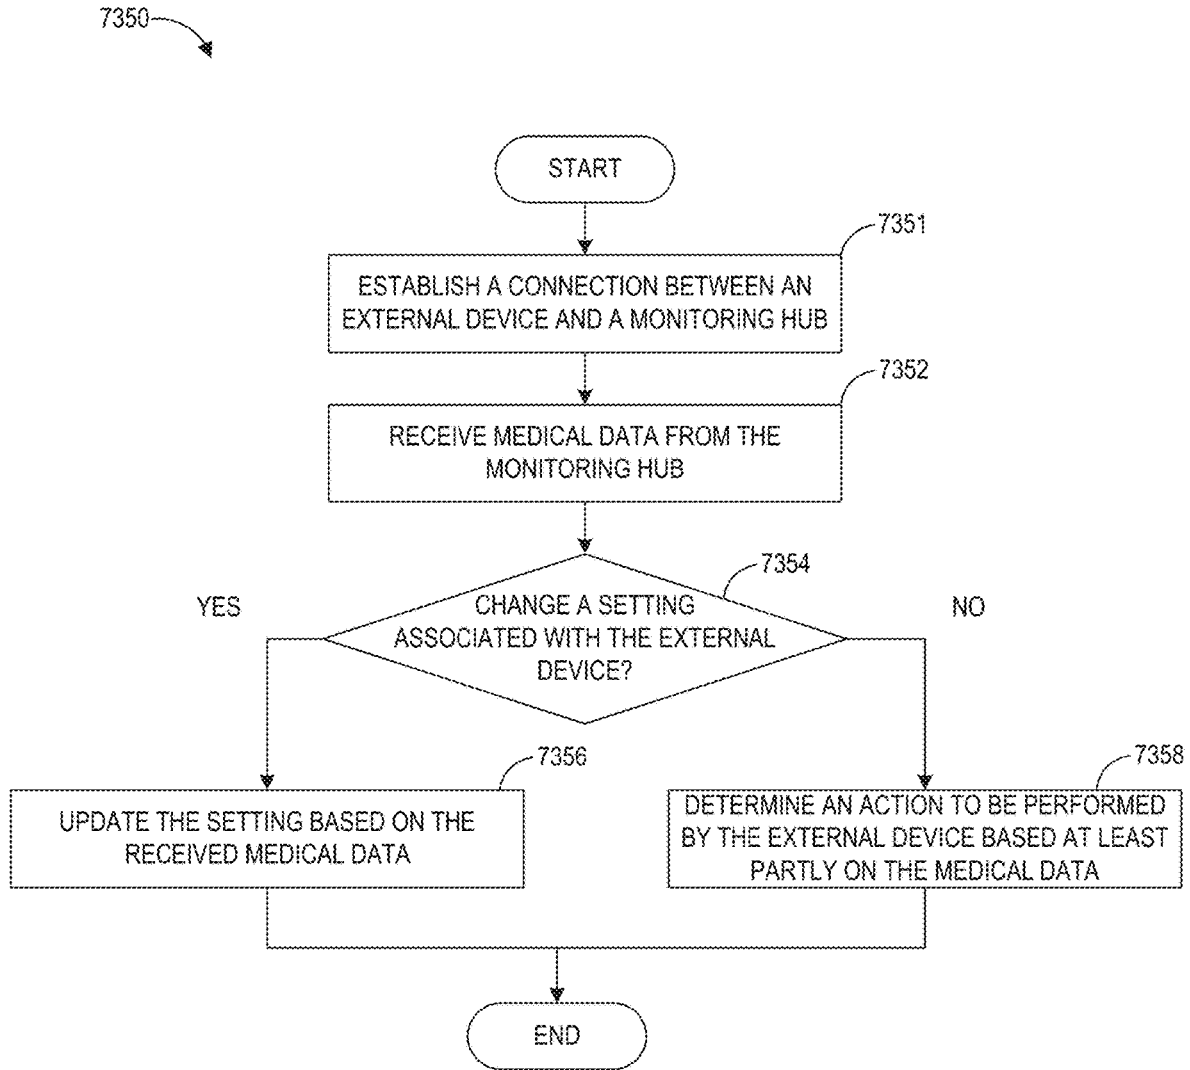 7350
START
7351
ESTABLISH A CONNECTION BETWEEN AN
EXTERNAL DEVICE AND A MONITORING HUB
7352
RECEIVE MEDICAL DATA FROM THE
MONITORING HUB
7354
YES
NO
CHANGE A SETTING
ASSOCIATED WITH THE EXTERNAL
DEVICE?
7356
UPDATE THE SETTING BASED ON THE
RECEIVED MEDICAL DATA
7358
DETERMINE AN ACTION TO BE PERFORMED
BY THE EXTERNAL DEVICE BASED AT LEAST
PARTLY ON THE MEDICAL DATA
END